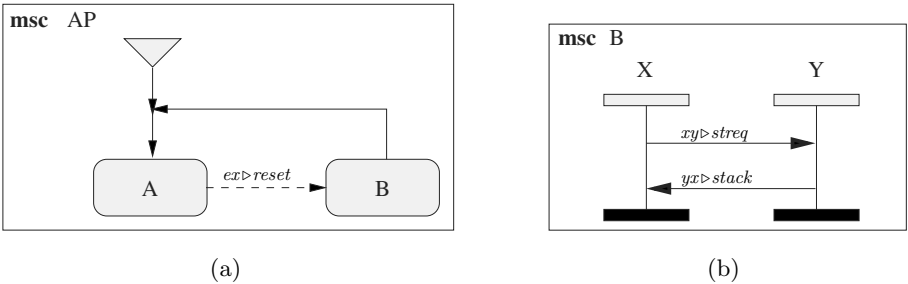 msc AP
A
ex▷reset
B
(a)
msc B
X Y
xy▷streq
yx▷stack
(b)